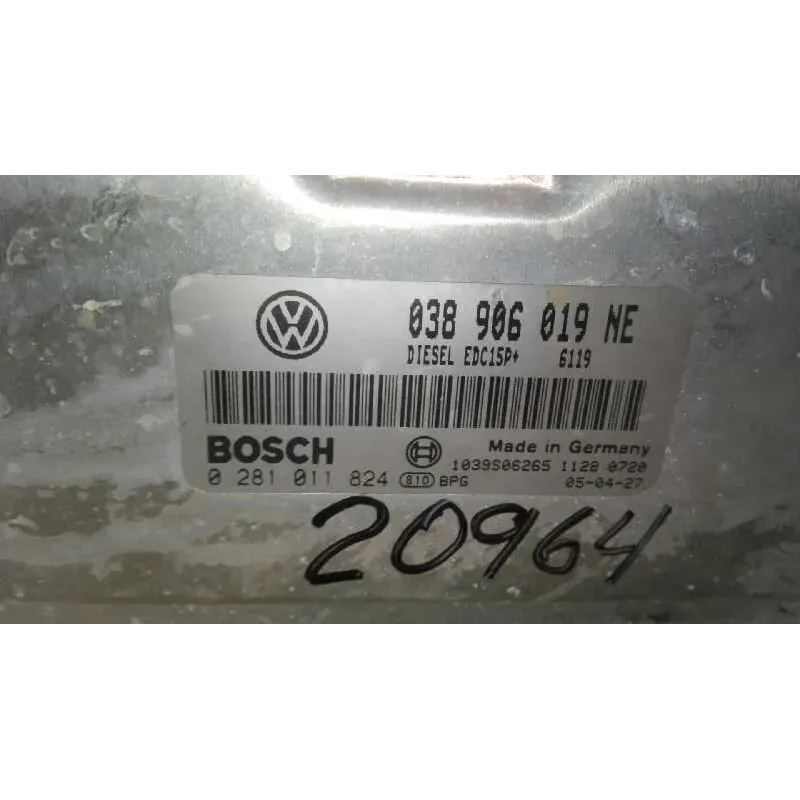 038 906 019 NE
DIESEL EDC15P+ 6119
BOSCH
Made in Germany
1039S06265 1128 0720
0 281 011 824 810 BPG
05-04-27
20964